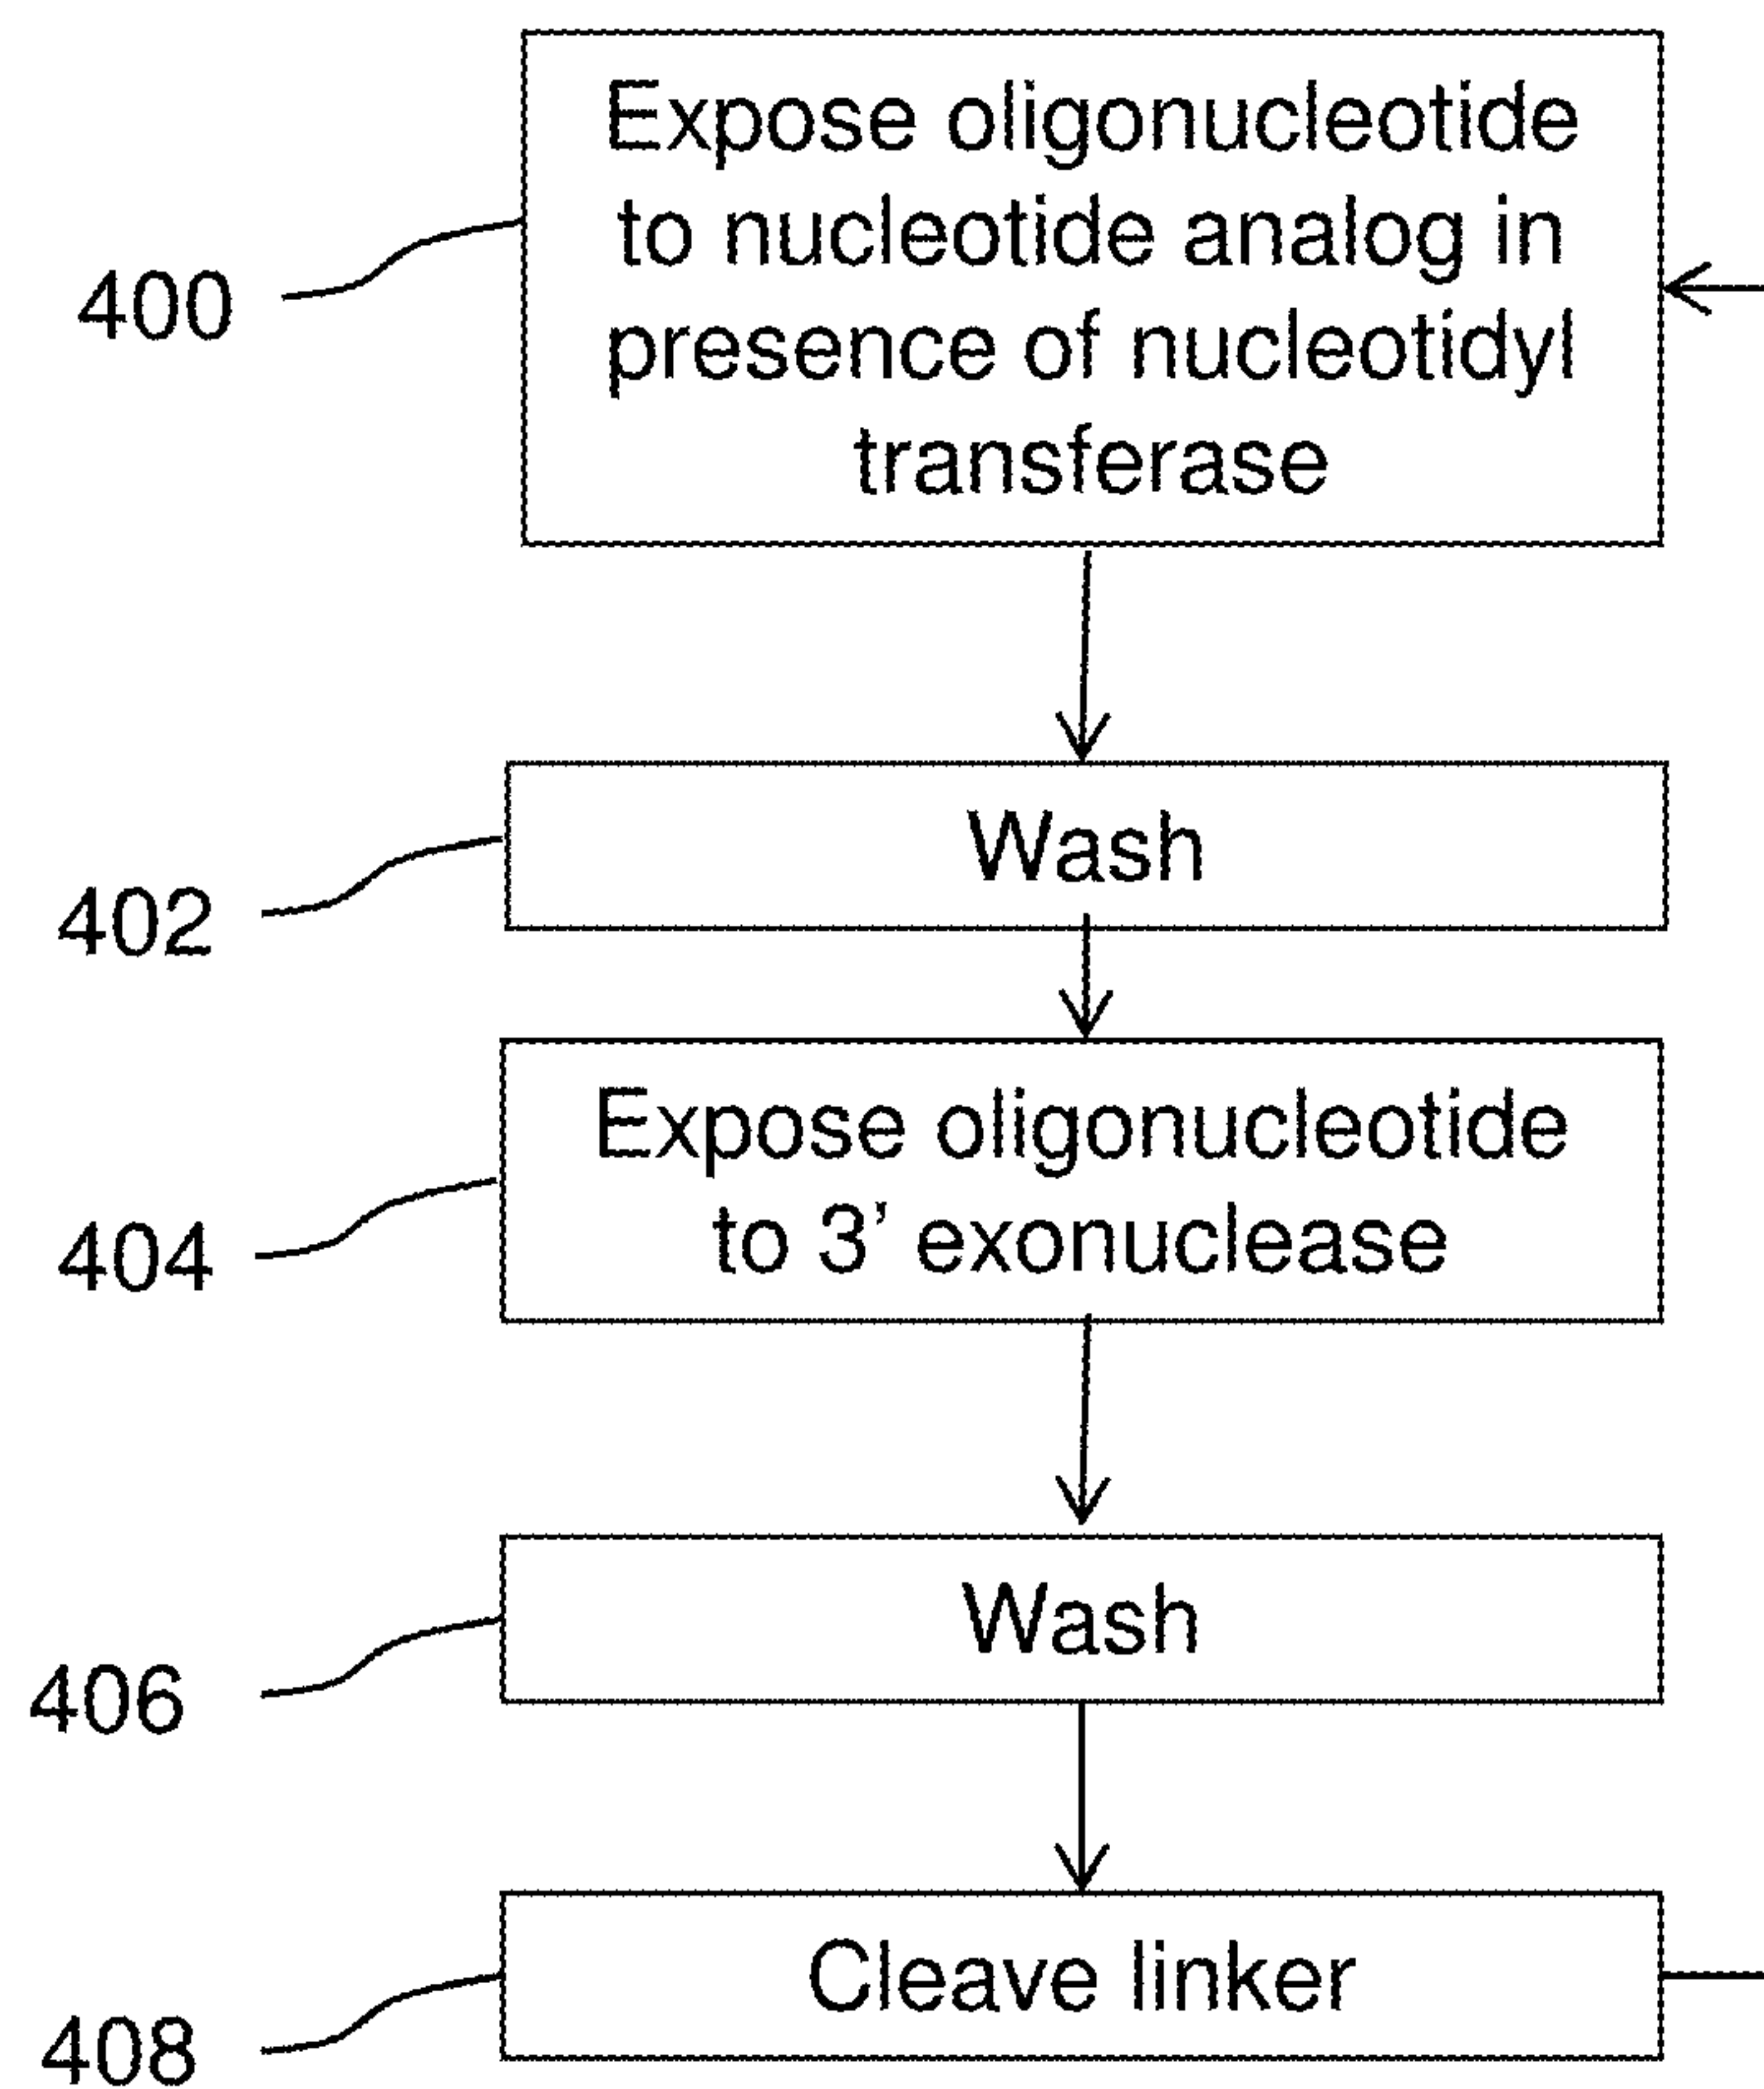 Expose oligonucleotide
to nucleotide analog in
400
presence of nucleotidyl
transferase
Wash
402
Expose oligonucleotide
to 3’ exonuclease
404
Wash
406
Cleave linker
408